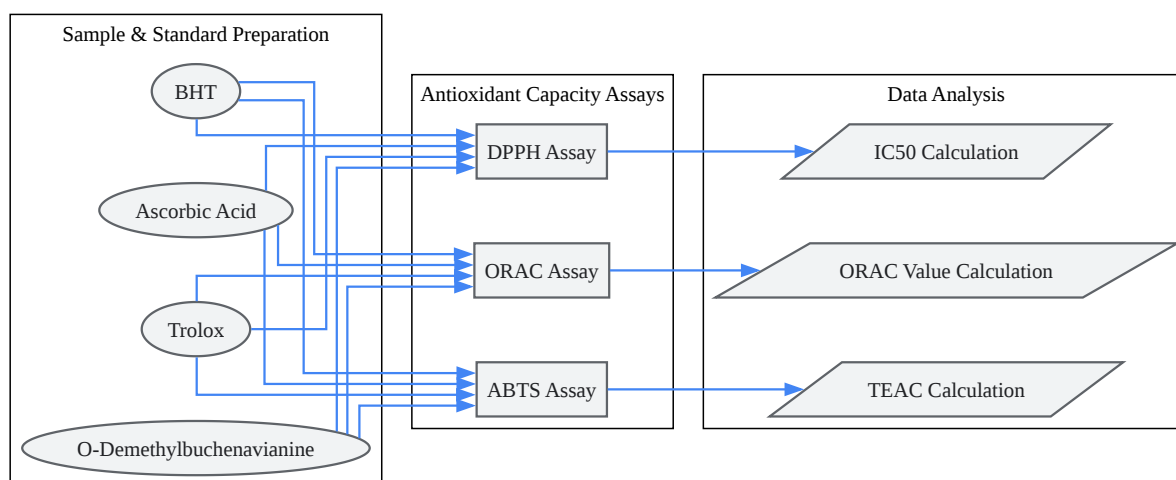 Sample & Standard Preparation
BHT
Ascorbic Acid
Trolox
O-Demethylbuchenavianine
Antioxidant Capacity Assays
DPPH Assay
ORAC Assay
ABTS Assay
Data Analysis
IC50 Calculation
ORAC Value Calculation
TEAC Calculation